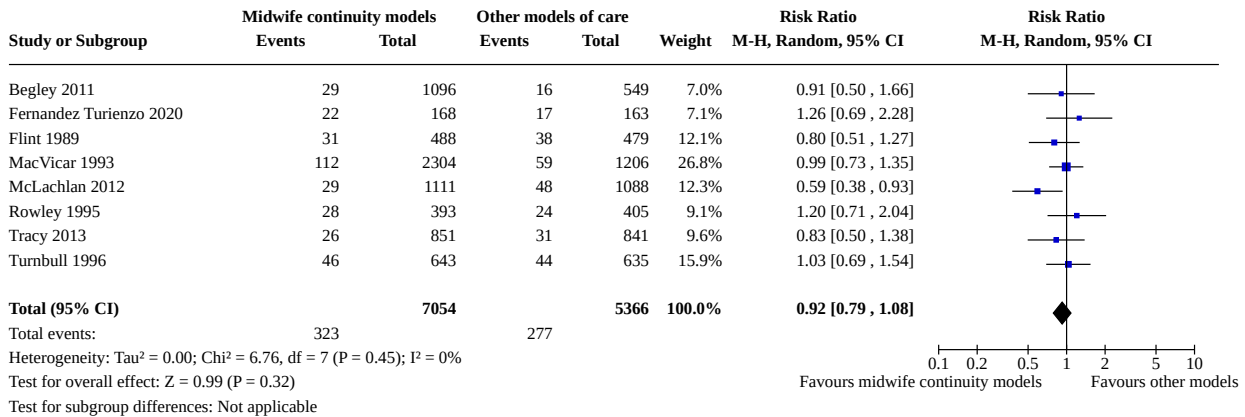 Midwife continuity models Other models of care Risk Ratio Risk Ratio
Study or Subgroup Events Total Events Total Weight M-H, Random, 95% CI M-H, Random, 95% CI
Begley 2011 29 1096 16 549 7.0% 0.91 [0.50 , 1.66]
Fernandez Turienzo 2020 22 168 17 163 7.1% 1.26 [0.69 , 2.28]
Flint 1989 31 488 38 479 12.1% 0.80 [0.51 , 1.27]
MacVicar 1993 112 2304 59 1206 26.8% 0.99 [0.73 , 1.35]
McLachlan 2012 29 1111 48 1088 12.3% 0.59 [0.38 , 0.93]
Rowley 1995 28 393 24 405 9.1% 1.20 [0.71 , 2.04]
Tracy 2013 26 851 31 841 9.6% 0.83 [0.50 , 1.38]
Turnbull 1996 46 643 44 635 15.9% 1.03 [0.69 , 1.54]
Total (95% CI) 7054 5366 100.0% 0.92 [0.79 , 1.08]
Total events: 323 277
Heterogeneity: Tau² = 0.00; Chi² = 6.76, df = 7 (P = 0.45); I² = 0%
0.1 0.2 0.5 1 2 5 10
Test for overall effect: Z = 0.99 (P = 0.32)
Favours midwife continuity models Favours other models
Test for subgroup differences: Not applicable